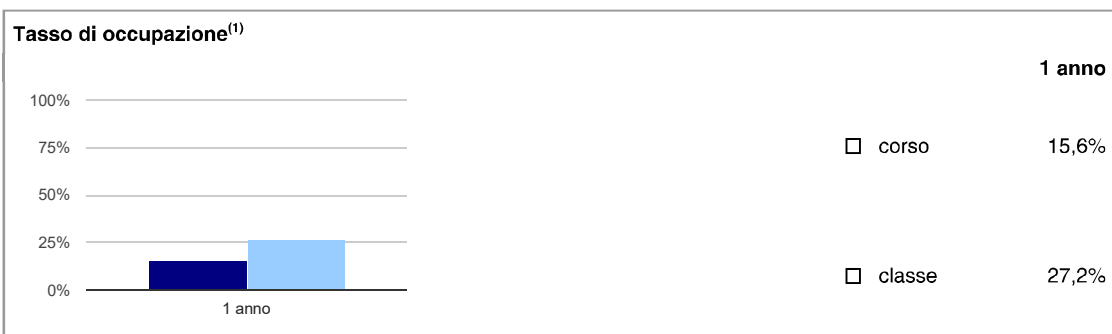 Tasso di occupazione(1)
1 anno
100%
75%
50%
25%
0%
1 anno
corso 15,6%
classe 27,2%